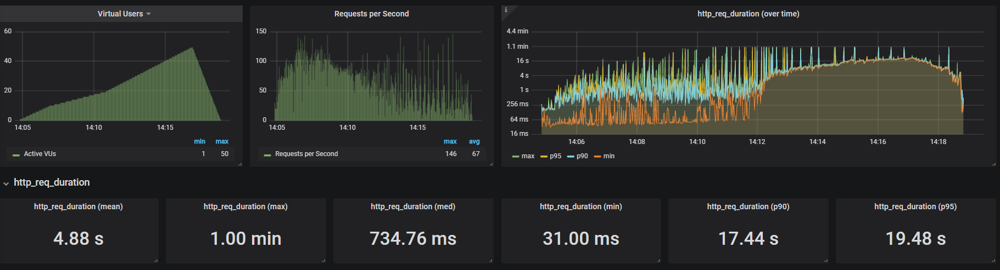 Virtual Users
60
40
20
0
14:05 14:10 14:15
min max
Active VUs 1 50
Requests per Second
150
100
50
0
14:05 14:10 14:15
max avg
Requests per Second 146 67
i
http_req_duration (over time)
4.4 min
1.1 min
16 s
4 s
1 s
256 ms
64 ms
16 ms
14:06 14:08 14:10 14:12 14:14 14:16 14:18
max p95 p90 min
http_req_duration
http_req_duration (mean)
4.88 s
http_req_duration (max)
1.00 min
http_req_duration (med)
734.76 ms
http_req_duration (min)
31.00 ms
http_req_duration (p90)
17.44 s
http_req_duration (p95)
19.48 s